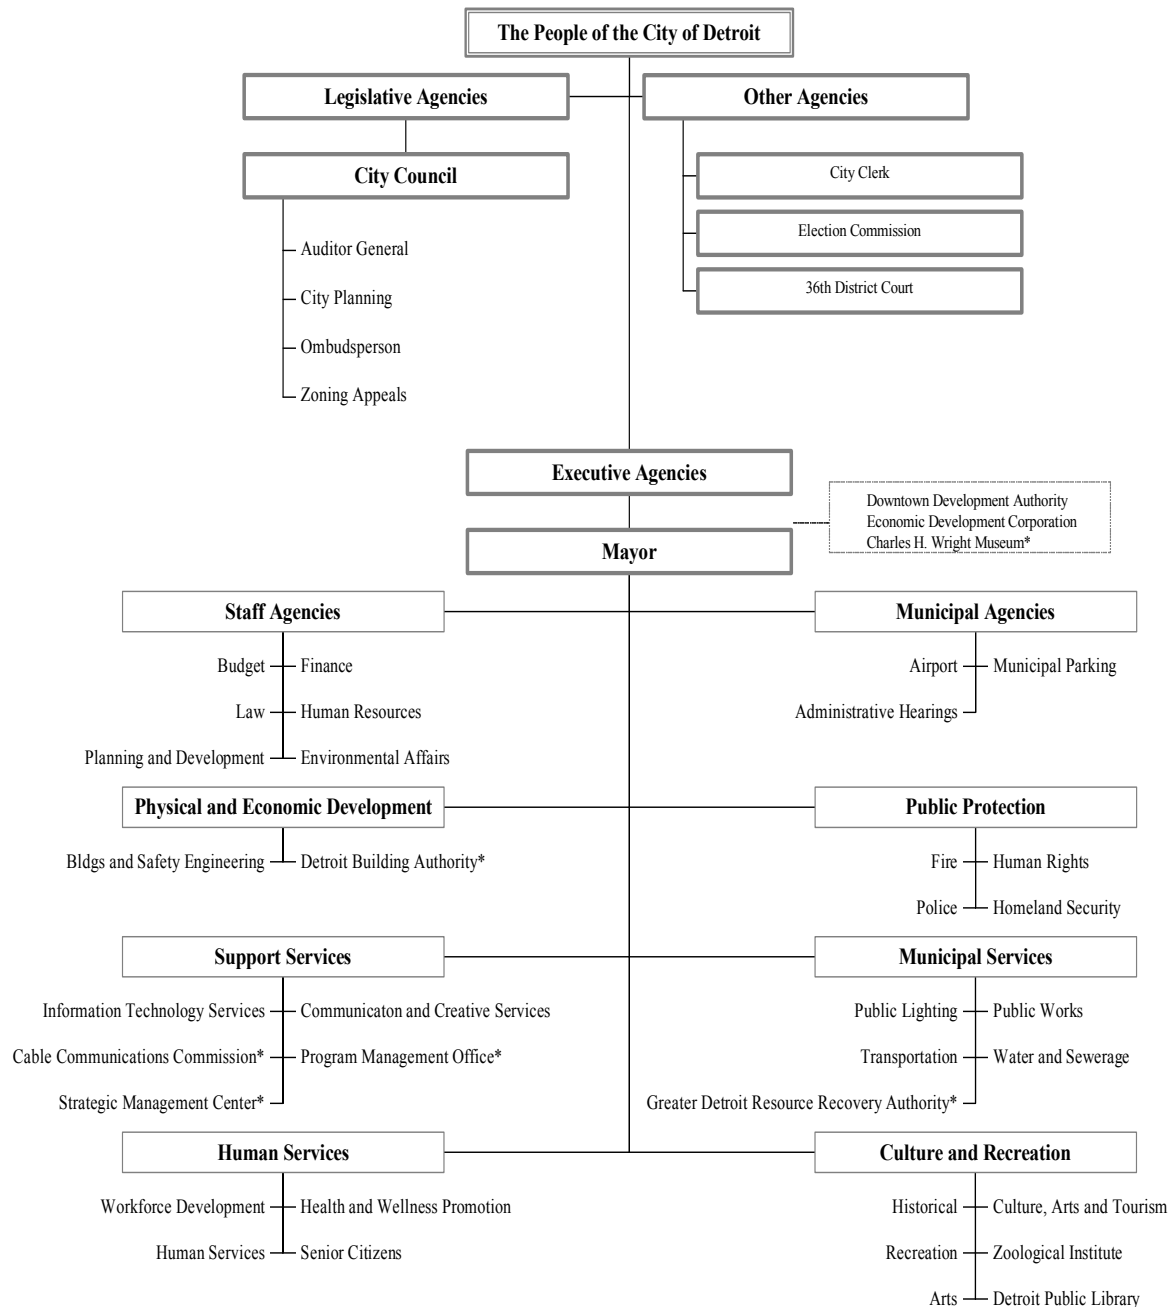 The People of the City of Detroit
Legislative Agencies
Other Agencies
City Council
City Clerk
Election Commission
36th District Court
Auditor General
City Planning
Ombudsperson
Zoning Appeals
Executive Agencies
Mayor
Downtown Development Authority
Economic Development Corporation
Charles H. Wright Museum*
Staff Agencies
Budget
Finance
Law
Human Resources
Planning and Development
Environmental Affairs
Municipal Agencies
Airport
Municipal Parking
Administrative Hearings
Physical and Economic Development
Bldgs and Safety Engineering
Detroit Building Authority*
Public Protection
Fire
Human Rights
Police
Homeland Security
Support Services
Information Technology Services
Communicaton and Creative Services
Cable Communications Commission*
Program Management Office*
Strategic Management Center*
Municipal Services
Public Lighting
Public Works
Transportation
Water and Sewerage
Greater Detroit Resource Recovery Authority*
Human Services
Workforce Development
Health and Wellness Promotion
Human Services
Senior Citizens
Culture and Recreation
Historical
Culture, Arts and Tourism
Recreation
Zoological Institute
Arts
Detroit Public Library